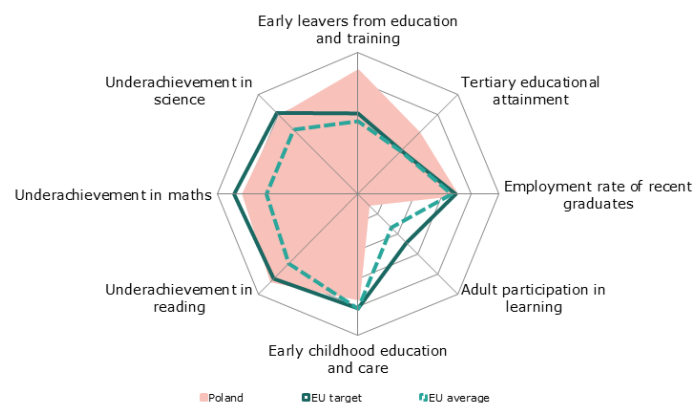 Early leavers from education
and training
Tertiary educational
attainment
Employment rate of recent
graduates
Adult participation in
learning
Early childhood education
and care
Underachievement in
reading
Underachievement in maths
Underachievement in
science
Poland
EU target
EU average